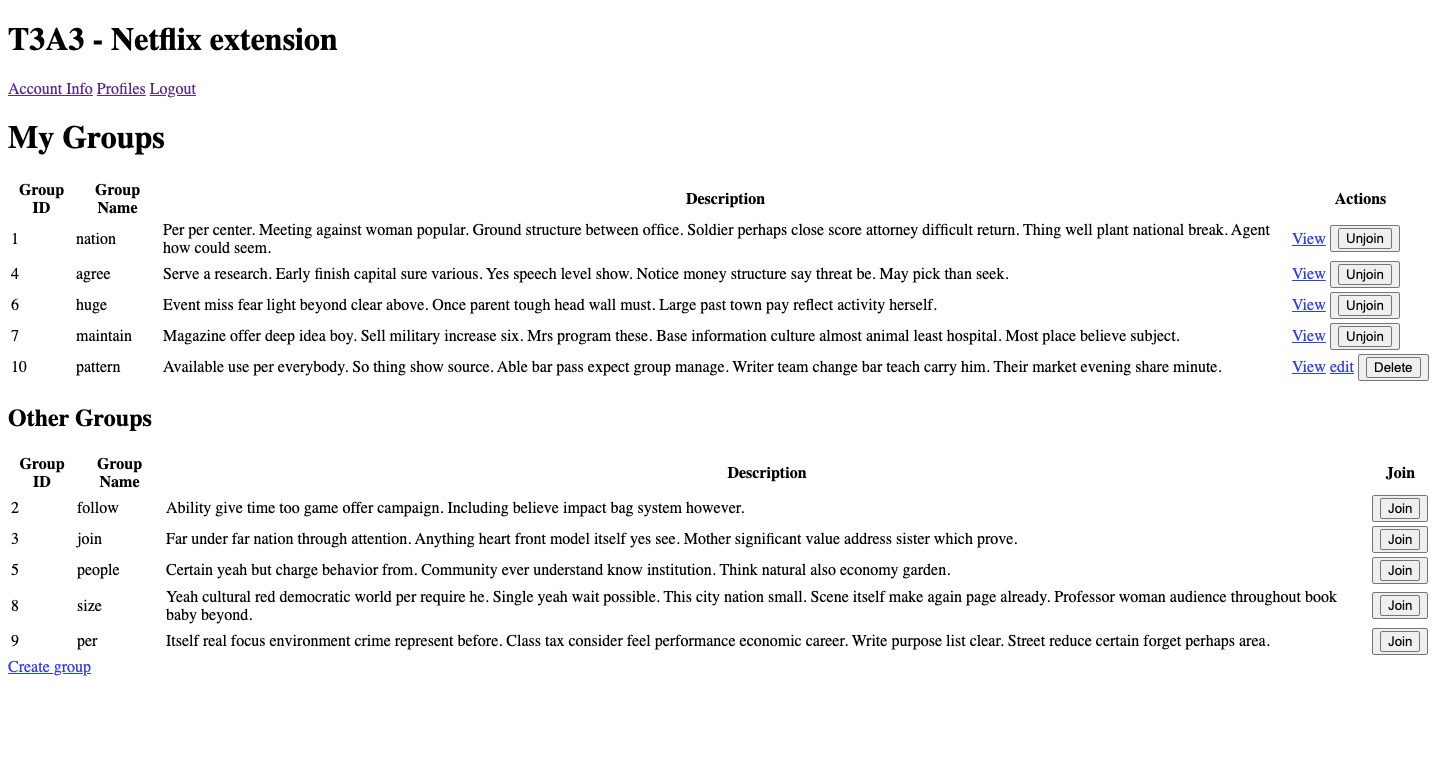 T3A3 - Netflix extension
Account Info Profiles Logout
My Groups
Group ID Group Name Description Actions
1 nation Per per center. Meeting against woman popular. Ground structure between office. Soldier perhaps close score attorney difficult return. Thing well plant national break. Agent
how could seem. View Unjoin
4 agree Serve a research. Early finish capital sure various. Yes speech level show. Notice money structure say threat be. May pick than seek. View Unjoin
6 huge Event miss fear light beyond clear above. Once parent tough head wall must. Large past town pay reflect activity herself. View Unjoin
7 maintain Magazine offer deep idea boy. Sell military increase six. Mrs program these. Base information culture almost animal least hospital. Most place believe subject. View Unjoin
10 pattern Available use per everybody. So thing show source. Able bar pass expect group manage. Writer team change bar teach carry him. Their market evening share minute. View edit Delete
Other Groups
Group ID Group Name Description Join
2 follow Ability give time too game offer campaign. Including believe impact bag system however. Join
3 join Far under far nation through attention. Anything heart front model itself yes see. Mother significant value address sister which prove. Join
5 people Certain yeah but charge behavior from. Community ever understand know institution. Think natural also economy garden. Join
8 size Yeah cultural red democratic world per require he. Single yeah wait possible. This city nation small. Scene itself make again page already. Professor woman audience throughout book
baby beyond. Join
9 per Itself real focus environment crime represent before. Class tax consider feel performance economic career. Write purpose list clear. Street reduce certain forget perhaps area. Join
Create group